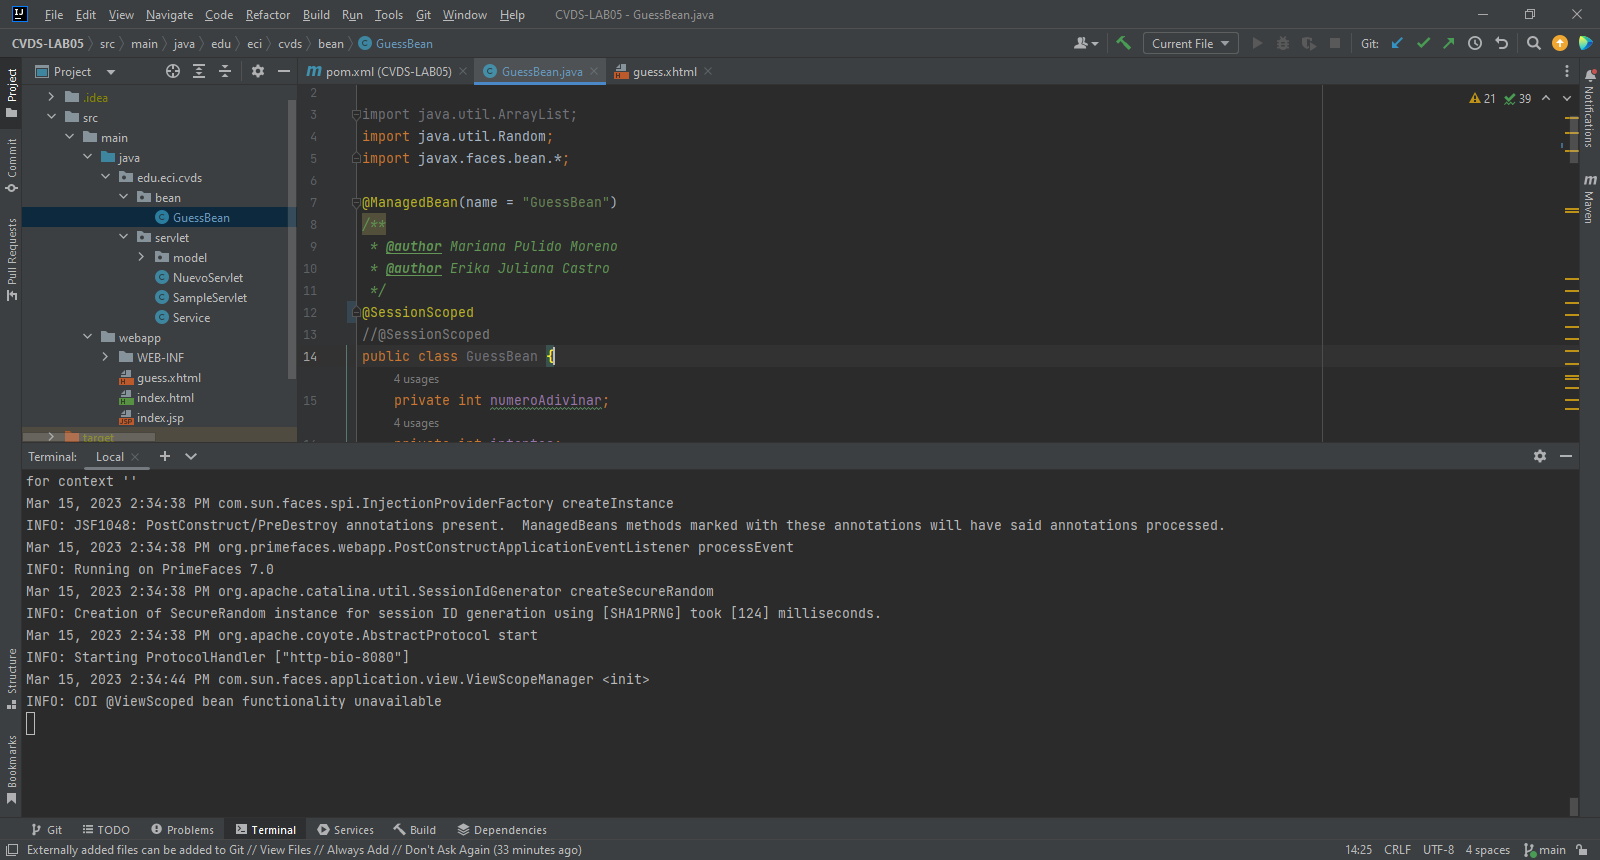 File Edit View Navigate Code Refactor Build Run Tools Git Window Help CVDS-LAB05 - GuessBean.java
CVDS-LAB05 src main java edu eci cvds bean GuessBean Current File Git:
Project pom.xml (CVDS-LAB05) GuessBean.java guess.xhtml
Project
Commit
Pull Requests
Structure
Bookmarks
.idea
src
main
java
edu.eci.cvds
bean
GuessBean
servlet
model
NuevoServlet
SampleServlet
Service
webapp
WEB-INF
guess.xhtml
index.html
index.jsp
target
21 39
2
3 import java.util.ArrayList;
4 import java.util.Random;
5 import javax.faces.bean.*;
6
7 @ManagedBean(name = "GuessBean")
8 /**
9 * @author Mariana Pulido Moreno
10 * @author Erika Juliana Castro
11 */
12 @SessionScoped
13 //@SessionScoped
14 public class GuessBean {
4 usages
15 private int numeroAdivinar;
4 usages
private int intentos;
Notifications
Maven
Terminal: Local
for context ''
Mar 15, 2023 2:34:38 PM com.sun.faces.spi.InjectionProviderFactory createInstance
INFO: JSF1048: PostConstruct/PreDestroy annotations present.  ManagedBeans methods marked with these annotations will have said annotations processed.
Mar 15, 2023 2:34:38 PM org.primefaces.webapp.PostConstructApplicationEventListener processEvent
INFO: Running on PrimeFaces 7.0
Mar 15, 2023 2:34:38 PM org.apache.catalina.util.SessionIdGenerator createSecureRandom
INFO: Creation of SecureRandom instance for session ID generation using [SHA1PRNG] took [124] milliseconds.
Mar 15, 2023 2:34:38 PM org.apache.coyote.AbstractProtocol start
INFO: Starting ProtocolHandler ["http-bio-8080"]
Mar 15, 2023 2:34:44 PM com.sun.faces.application.view.ViewScopeManager <init>
INFO: CDI @ViewScoped bean functionality unavailable
Git TODO Problems Terminal Services Build Dependencies
Externally added files can be added to Git // View Files // Always Add // Don't Ask Again (33 minutes ago) 14:25 CRLF UTF-8 4 spaces main